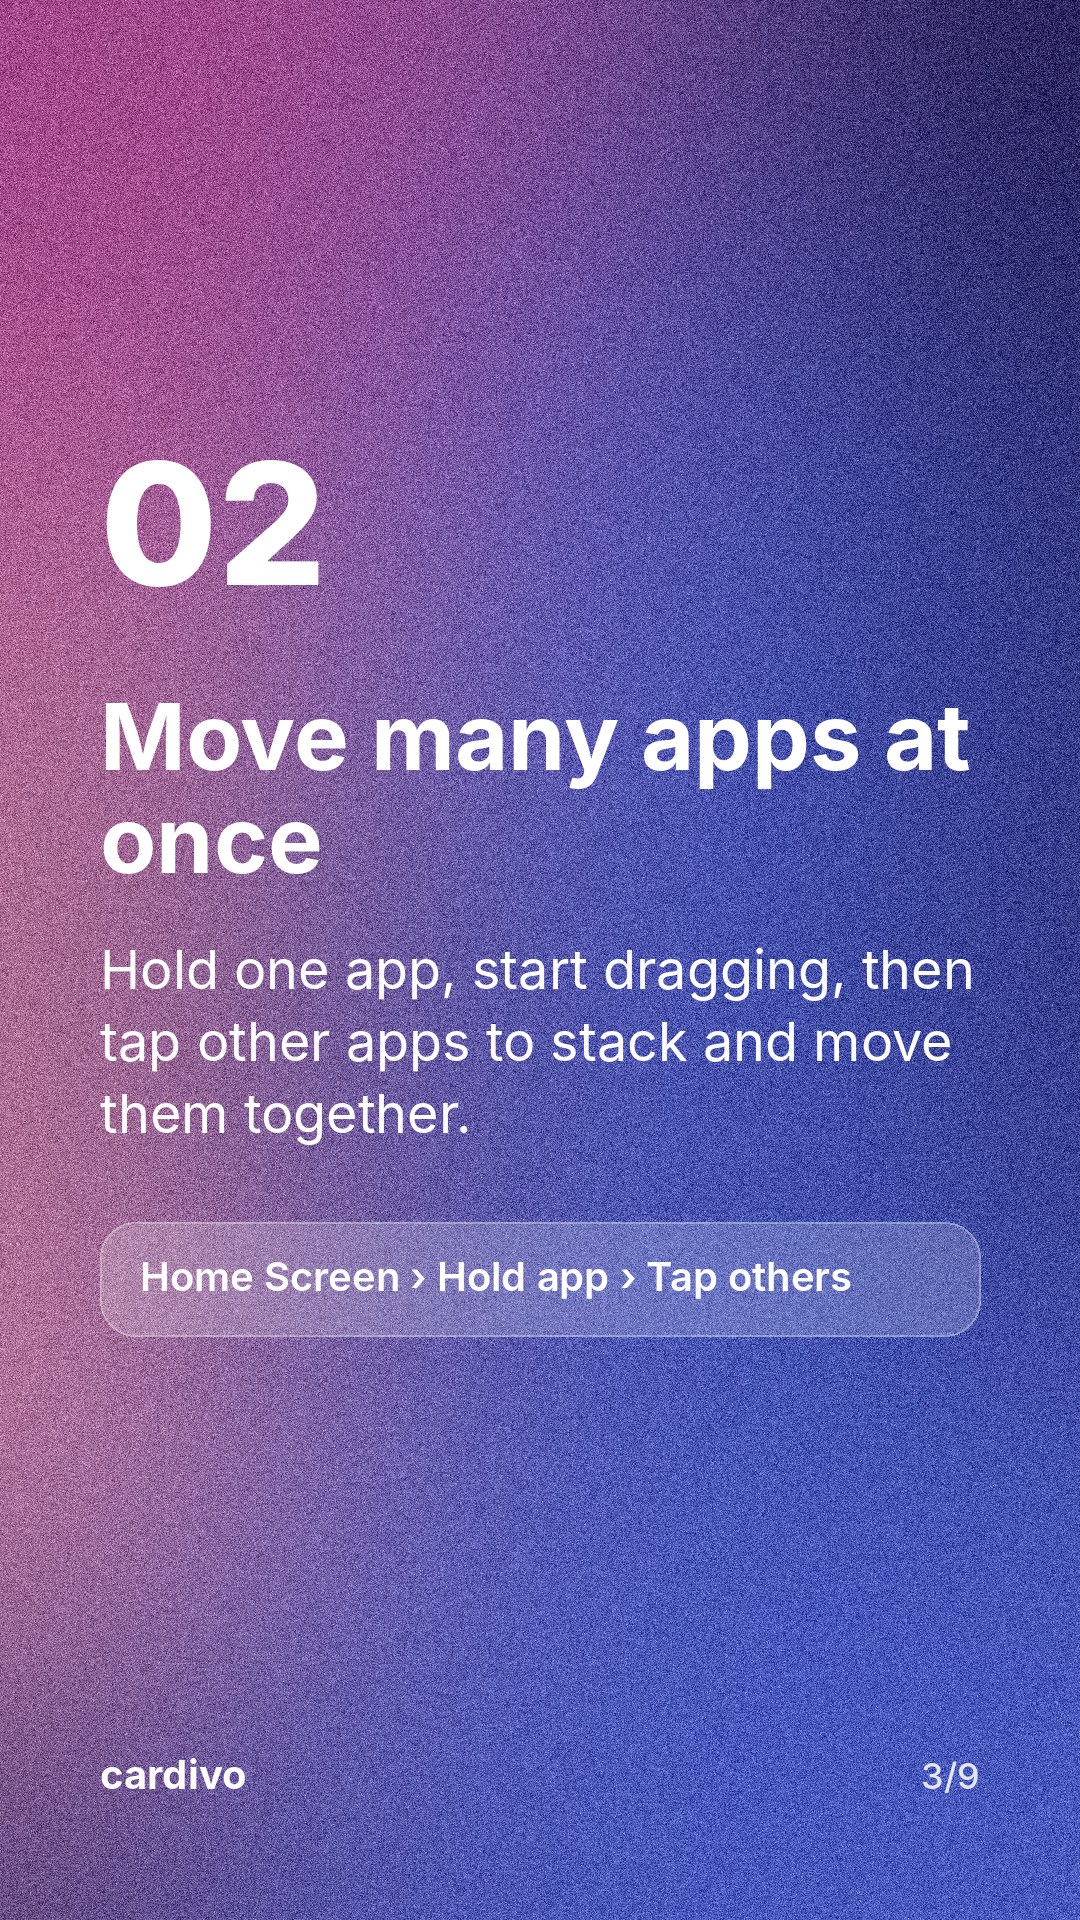 02
Move many apps at
once
Hold one app, start dragging, then
tap other apps to stack and move
them together.
Home Screen › Hold app › Tap others
cardivo
3/9